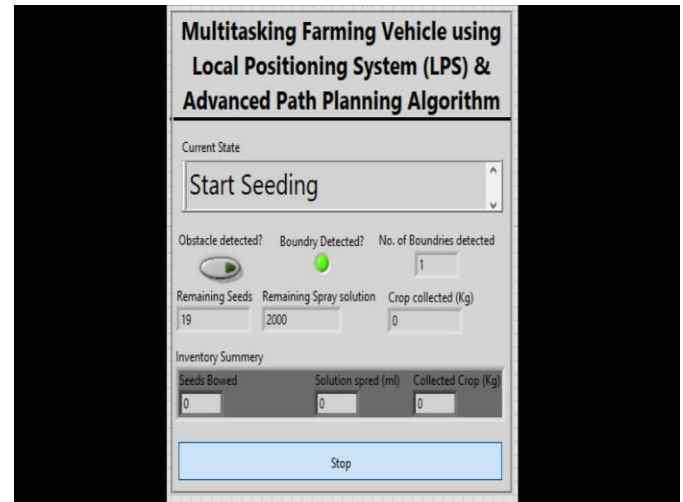 Multitasking Farming Vehicle using
Local Positioning System (LPS) &
Advanced Path Planning Algorithm
Current State
Start Seeding
Obstacle detected? Boundry Detected? No. of Boundries detected
1
Remaining Seeds Remaining Spray solution Crop collected (Kg)
19 2000 0
Inventory Summery
Seeds Bowed Solution spred (ml) Collected Crop (Kg)
0 0 0
Stop